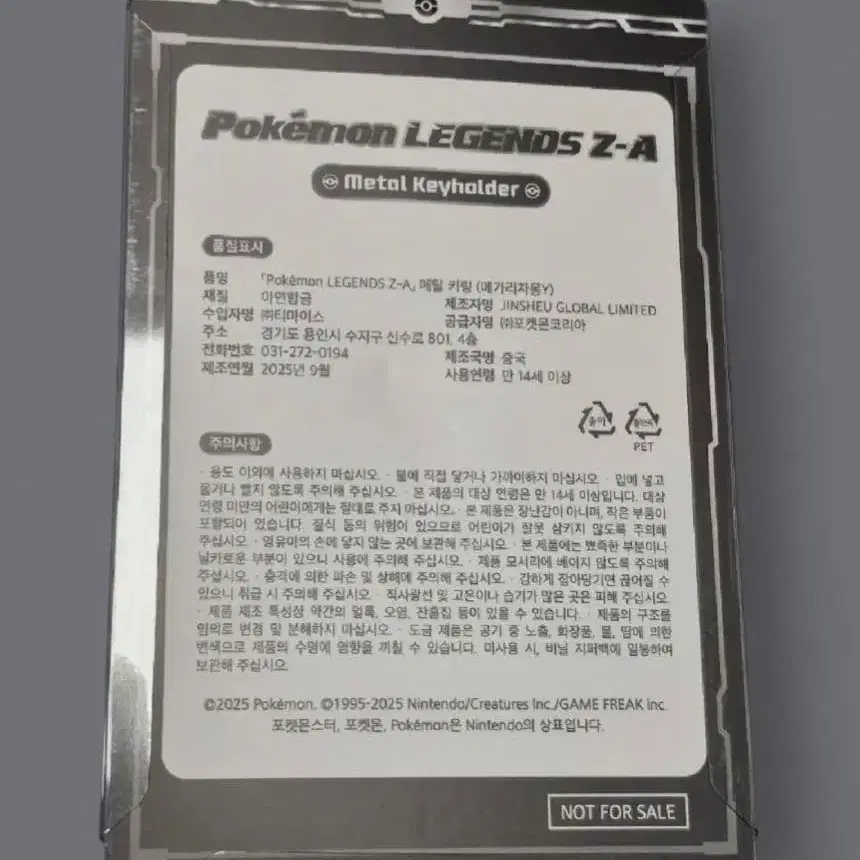 Pokémon LEGENDS Z-A
Metal Keyholder
품질표시
품명 「Pokémon LEGENDS Z-A」 메탈 키링 (메가리자몽Y)
재질 아연합금
제조자명 JINSHEU GLOBAL LIMITED
수입자명 ㈜티마이스
공급자명 ㈜포켓몬코리아
주소 경기도 용인시 수지구 신수로 801, 4층
전화번호 031-272-0194
제조국명 중국
제조연월 2025년 9월
사용연령 만 14세 이상
종이
PET
주의사항
· 용도 이외에 사용하지 마십시오. · 불에 직접 닿거나 가까이하지 마십시오. · 입에 넣고
물거나 빨지 않도록 주의해 주십시오. · 본 제품의 대상 연령은 만 14세 이상입니다. 대상
연령 미만의 어린이에게는 절대로 주지 마십시오. · 본 제품은 장난감이 아니며, 작은 부품이
포함되어 있습니다. 질식 등의 위험이 있으므로 어린이가 잘못 삼키지 않도록 주의해
주십시오. · 영유아의 손에 닿지 않는 곳에 보관해 주십시오. · 본 제품에는 뾰족한 부분이나
날카로운 부분이 있으니 사용에 주의해 주십시오. · 제품 모서리에 베이지 않도록 주의해
주십시오. · 충격에 의한 파손 및 상해에 주의해 주십시오. · 강하게 잡아당기면 끊어질 수
있으니 취급 시 주의해 주십시오. · 직사광선 및 고온이나 습기가 많은 곳은 피해 주십시오.
· 제품 제조 특성상 약간의 얼룩, 오염, 잔흠집 등이 있을 수 있습니다. · 제품의 구조를
임의로 변경 및 분해하지 마십시오. · 도금 제품은 공기 중 노출, 화장품, 물, 땀에 의한
변색으로 제품의 수명에 영향을 끼칠 수 있습니다. 미사용 시, 비닐 지퍼백에 밀봉하여
보관해 주십시오.
©2025 Pokémon. ©1995-2025 Nintendo/Creatures Inc./GAME FREAK inc.
포켓몬스터, 포켓몬, Pokémon은 Nintendo의 상표입니다.
NOT FOR SALE